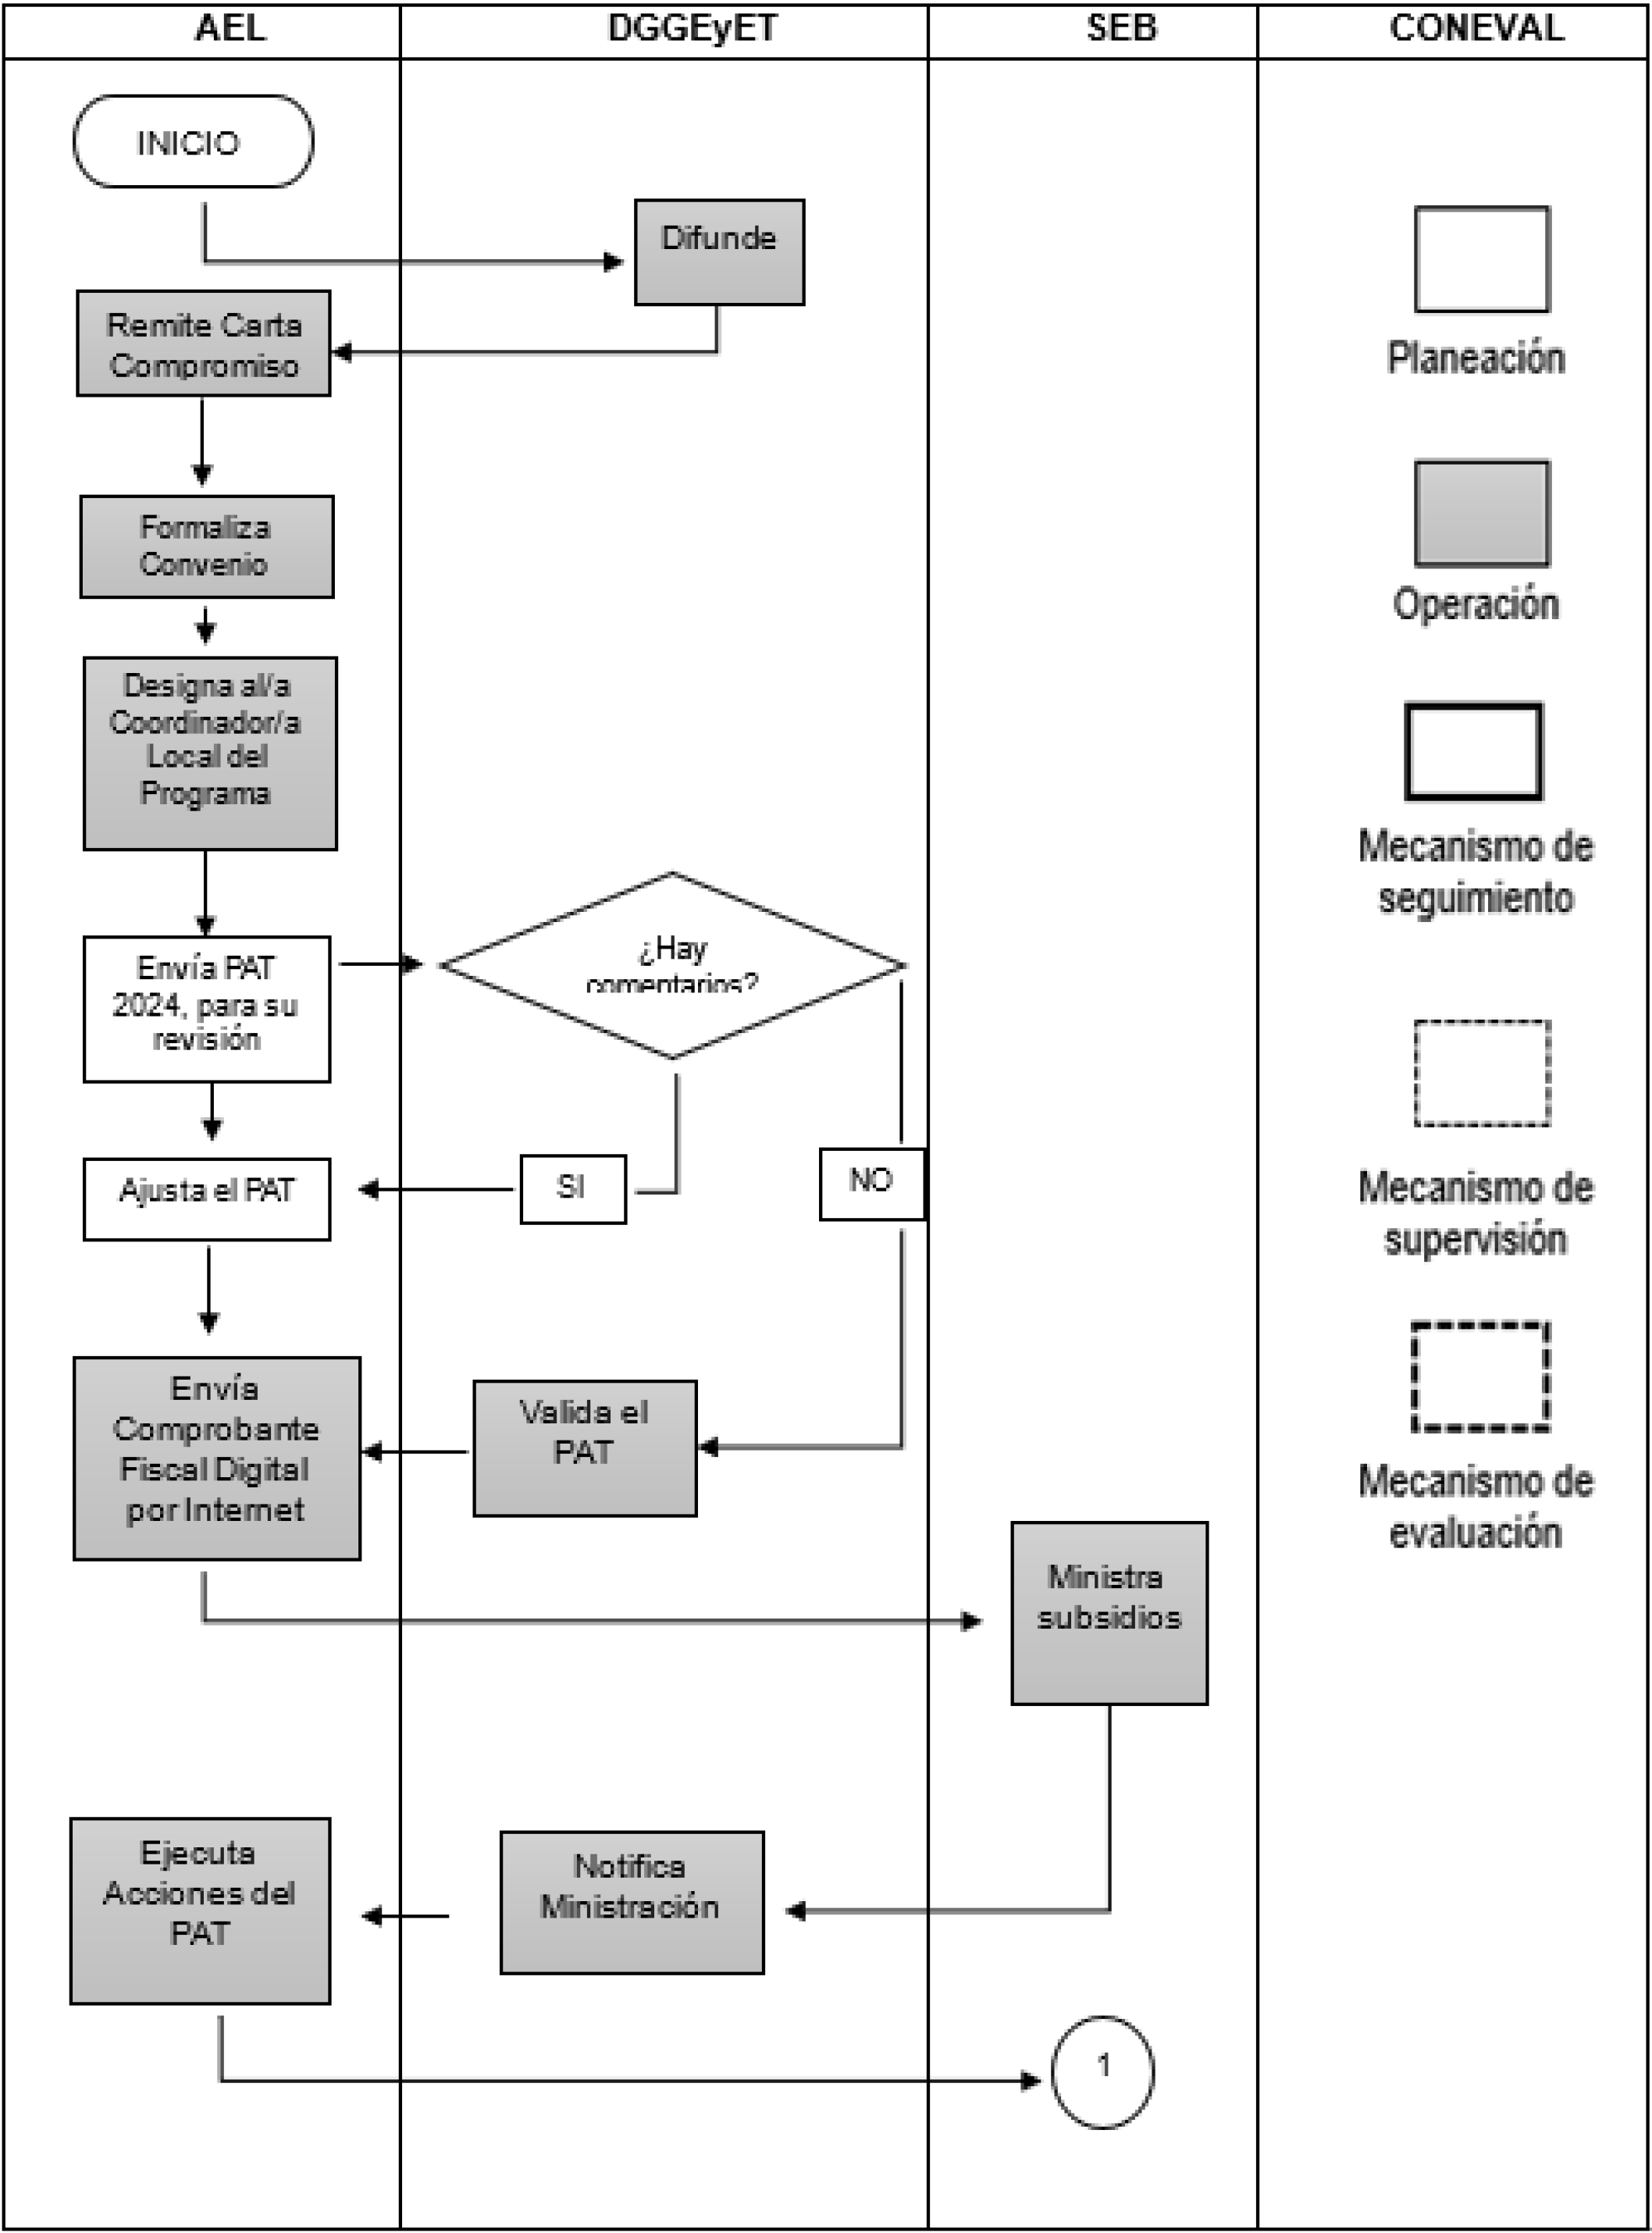 AEL
DGGEyET
SEB
CONEVAL
INICIO
Difunde
Remite Carta
Compromiso
Formaliza
Convenio
Designa al/a
Coordinador/a
Local del
Programa
Envía PAT
2024, para su
revisión
¿Hay
comentarios?
Ajusta el PAT
SI
NO
Envía
Comprobante
Fiscal Digital
por Internet
Valida el
PAT
Ministra
subsidios
Ejecuta
Acciones del
PAT
Notifica
Ministración
1
Planeación
Operación
Mecanismo de
seguimiento
Mecanismo de
supervisión
Mecanismo de
evaluación